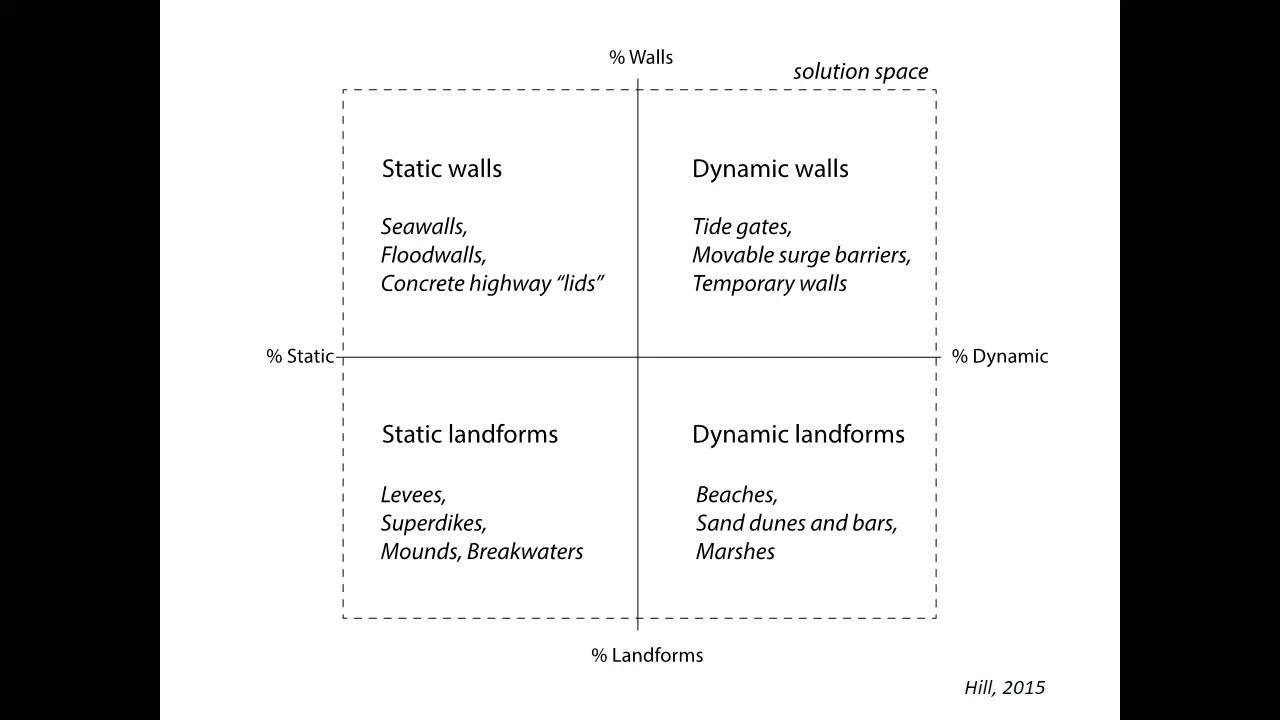 % Walls
solution space
Static walls
Seawalls,
Floodwalls,
Concrete highway “lids”
Dynamic walls
Tide gates,
Movable surge barriers,
Temporary walls
% Static
% Dynamic
Static landforms
Levees,
Superdikes,
Mounds, Breakwaters
Dynamic landforms
Beaches,
Sand dunes and bars,
Marshes
% Landforms
Hill, 2015